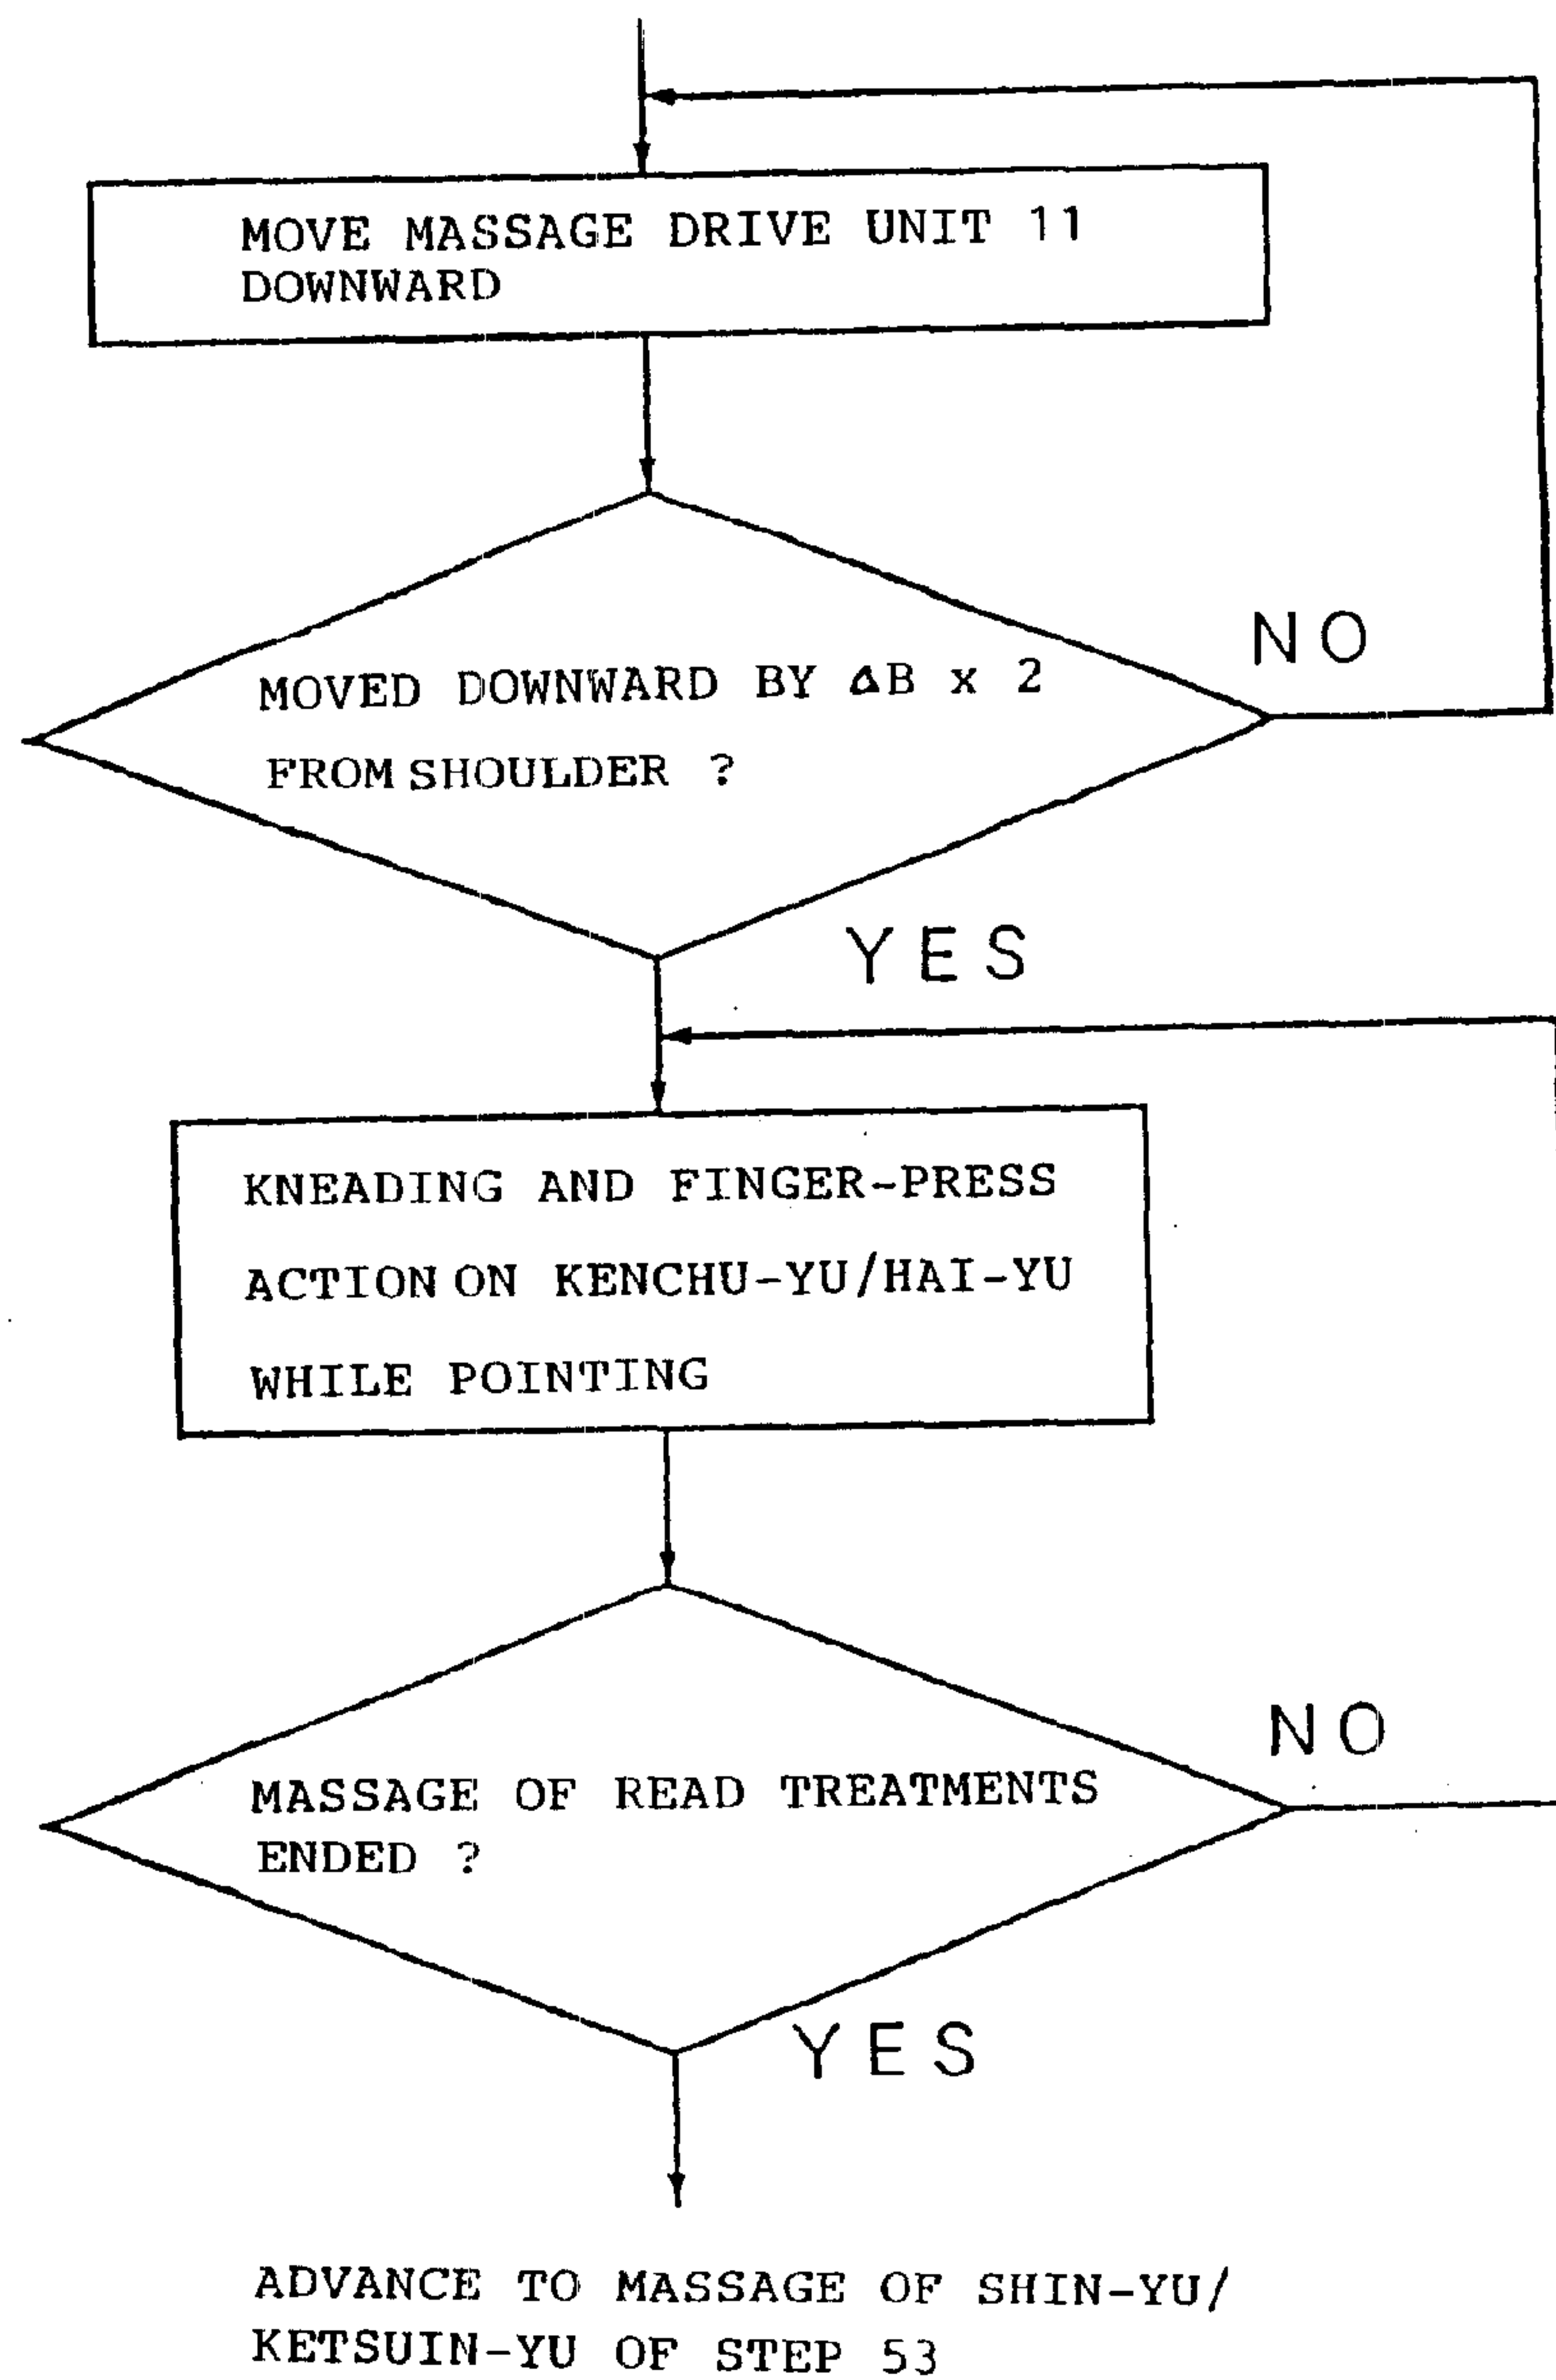 MOVE MASSAGE DRIVE UNIT 11
DOWNWARD
MOVED DOWNWARD BY ΔB x 2
FROM SHOULDER ?
NO
YES
KNEADING AND FINGER-PRESS
ACTION ON KENCHU-YU/HAI-YU
WHILE POINTING
MASSAGE OF READ TREATMENTS
ENDED ?
NO
YES
ADVANCE TO MASSAGE OF SHIN-YU/
KETSUIN-YU OF STEP 53